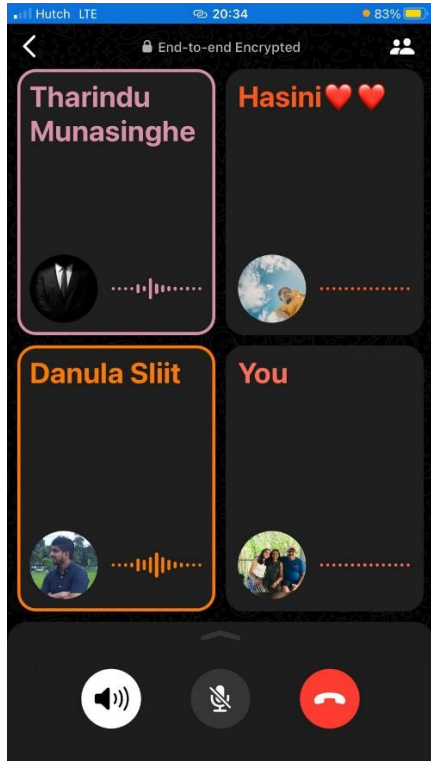 Hutch LTE 20:34 83%
End-to-end Encrypted
Tharindu
Munasinghe
Hasini❤️❤️
Danula Sliit
You